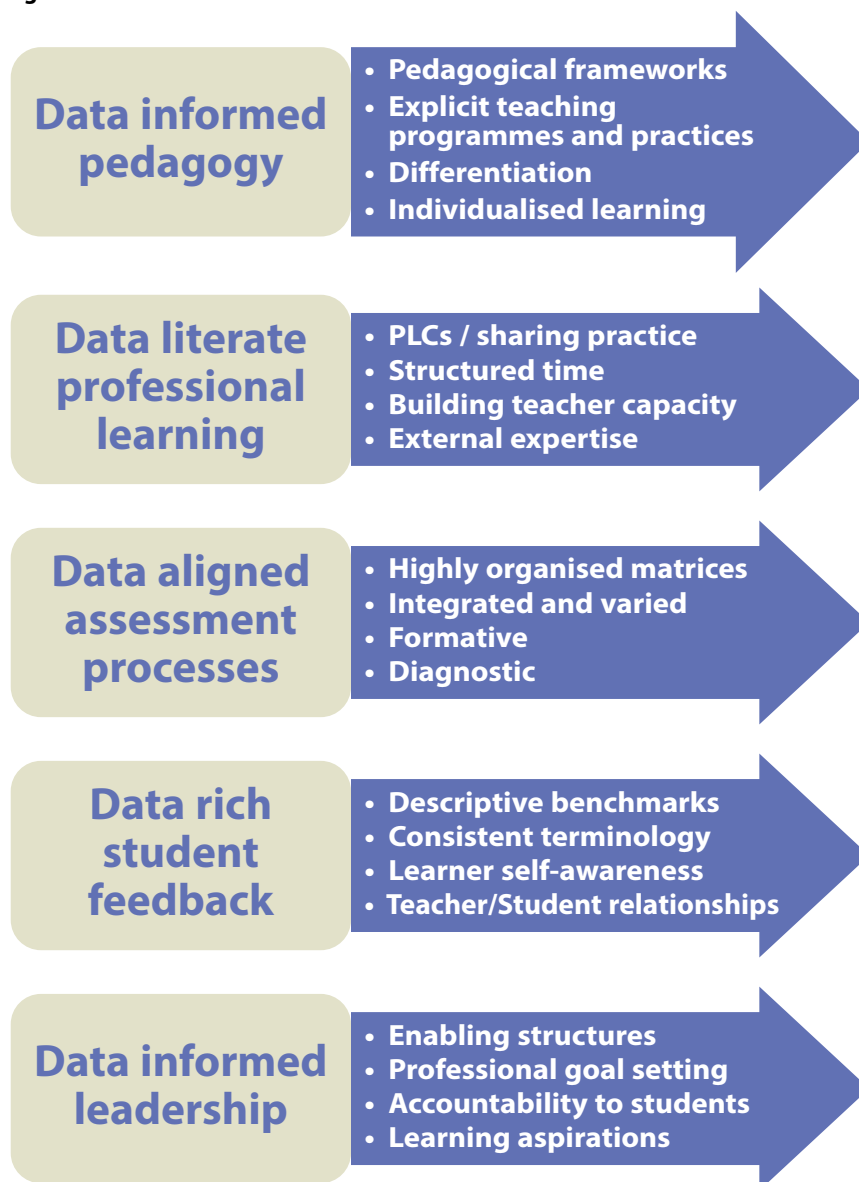 Data informed
pedagogy
• Pedagogical frameworks
• Explicit teaching
programmes and practices
• Differentiation
• Individualised learning
Data literate
professional
learning
• PLCs / sharing practice
• Structured time
• Building teacher capacity
• External expertise
Data aligned
assessment
processes
• Highly organised matrices
• Integrated and varied
• Formative
• Diagnostic
Data rich
student
feedback
• Descriptive benchmarks
• Consistent terminology
• Learner self-awareness
• Teacher/Student relationships
Data informed
leadership
• Enabling structures
• Professional goal setting
• Accountability to students
• Learning aspirations